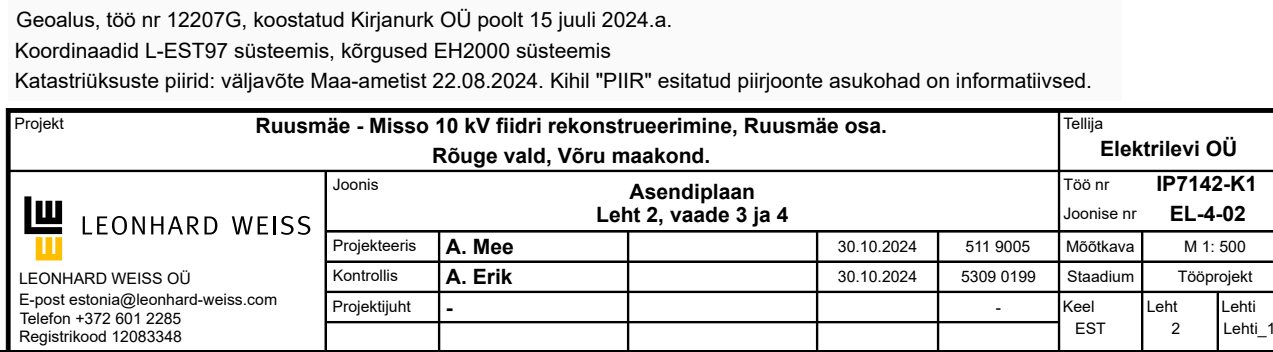 Geoalus, töö nr 12207G, koostatud Kirjanurk OÜ poolt 15 juuli 2024.a.
Koordinaadid L-EST97 süsteemis, kõrgused EH2000 süsteemis
Katastriüksuste piirid: väljavõte Maa-ametist 22.08.2024. Kihil "PIIR" esitatud piirjoonte asukohad on informatiivsed.
Projekt
Ruusmäe - Misso 10 kV fiidri rekonstrueerimine, Ruusmäe osa.
Rõuge vald, Võru maakond.
Tellija
Elektrilevi OÜ
LEONHARD WEISS
LEONHARD WEISS OÜ
E-post estonia@leonhard-weiss.com
Telefon +372 601 2285
Registrikood 12083348
Joonis
Asendiplaan
Leht 2, vaade 3 ja 4
Töö nr IP7142-K1
Joonise nr EL-4-02
Projekteeris A. Mee 30.10.2024 511 9005 Mõõtkava M 1: 500
Kontrollis A. Erik 30.10.2024 5309 0199 Staadium Tööprojekt
Projektijuht - - Keel Leht Lehti
EST 2 Lehti_1